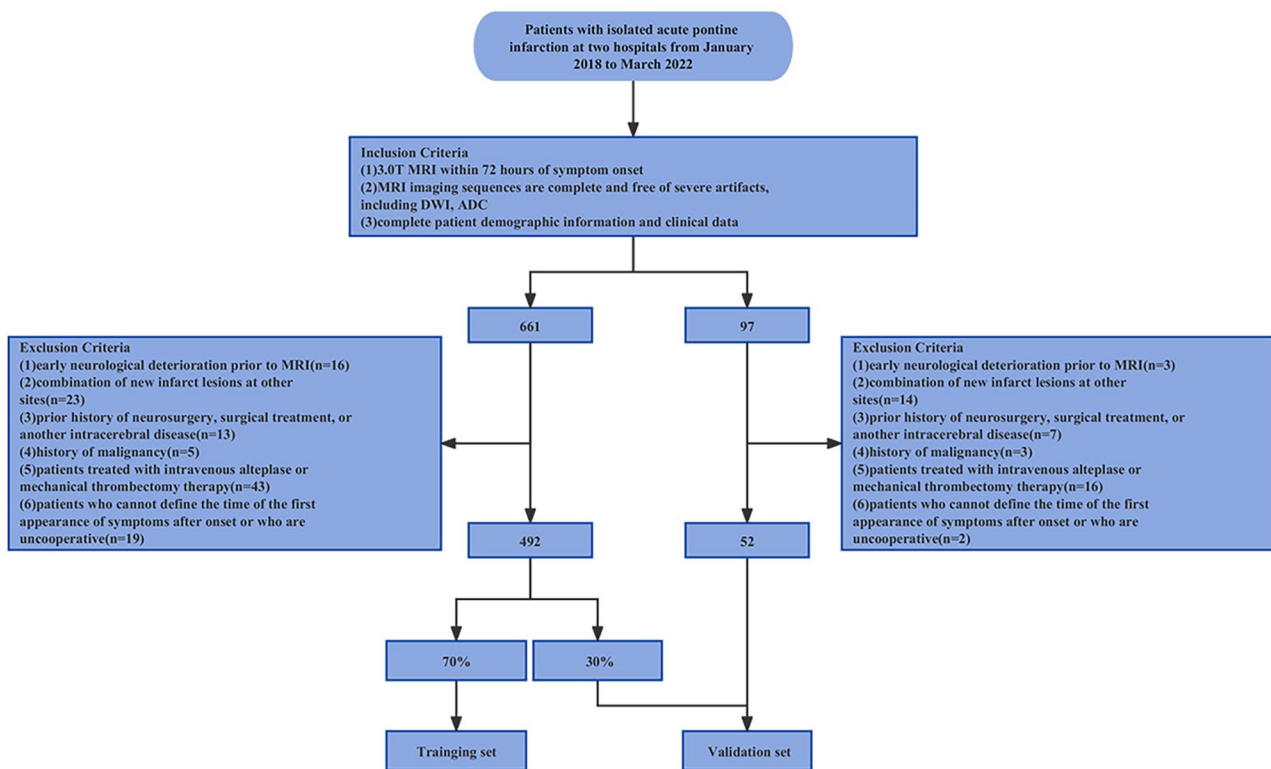 Patients with isolated acute pontine
infarction at two hospitals from January
2018 to March 2022
Inclusion Criteria
(1)3.0T MRI within 72 hours of symptom onset
(2)MRI imaging sequences are complete and free of severe artifacts,
including DWI, ADC
(3)complete patient demographic information and clinical data
661
97
Exclusion Criteria
(1)early neurological deterioration prior to MRI(n=16)
(2)combination of new infarct lesions at other
sites(n=23)
(3)prior history of neurosurgery, surgical treatment, or
another intracerebral disease(n=13)
(4)history of malignancy(n=5)
(5)patients treated with intravenous alteplase or
mechanical thrombectomy therapy(n=43)
(6)patients who cannot define the time of the first
appearance of symptoms after onset or who are
uncooperative(n=19)
Exclusion Criteria
(1)early neurological deterioration prior to MRI(n=3)
(2)combination of new infarct lesions at other
sites(n=14)
(3)prior history of neurosurgery, surgical treatment, or
another intracerebral disease(n=7)
(4)history of malignancy(n=3)
(5)patients treated with intravenous alteplase or
mechanical thrombectomy therapy(n=16)
(6)patients who cannot define the time of the first
appearance of symptoms after onset or who are
uncooperative(n=2)
492
52
70%
30%
Trainging set
Validation set